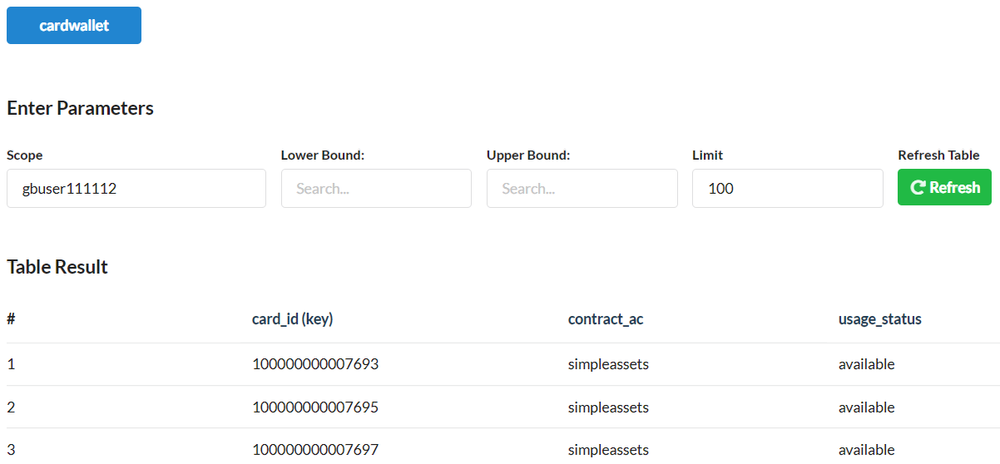 cardwallet
Enter Parameters
Scope Lower Bound: Upper Bound: Limit Refresh Table
gbuser111112 Search... Search... 100 Refresh
Table Result
# card_id (key) contract_ac usage_status
1 100000000007693 simpleassets available
2 100000000007695 simpleassets available
3 100000000007697 simpleassets available